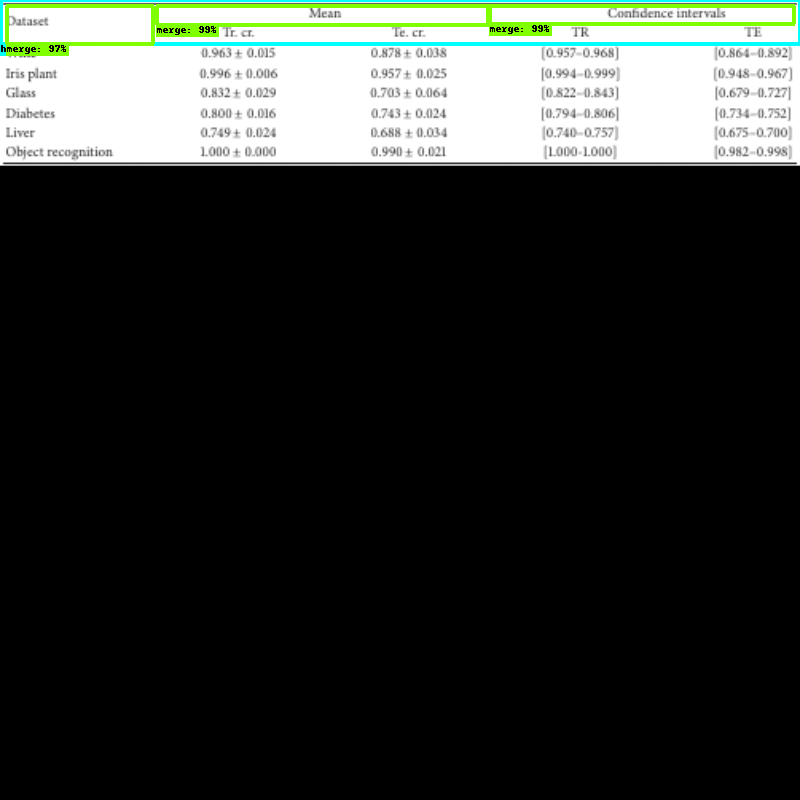 Dataset Mean Confidence intervals
merge: 99% Tr. cr. Te. cr. merge: 99% TR TE
hmerge: 97% 0.963 ± 0.015 0.878 ± 0.038 [0.957–0.968] [0.864–0.892]
Iris plant 0.996 ± 0.006 0.957 ± 0.025 [0.994–0.999] [0.948–0.967]
Glass 0.832 ± 0.029 0.703 ± 0.064 [0.822–0.843] [0.679–0.727]
Diabetes 0.800 ± 0.016 0.743 ± 0.024 [0.794–0.806] [0.734–0.752]
Liver 0.749 ± 0.024 0.688 ± 0.034 [0.740–0.757] [0.675–0.700]
Object recognition 1.000 ± 0.000 0.990 ± 0.021 [1.000-1.000] [0.982–0.998]